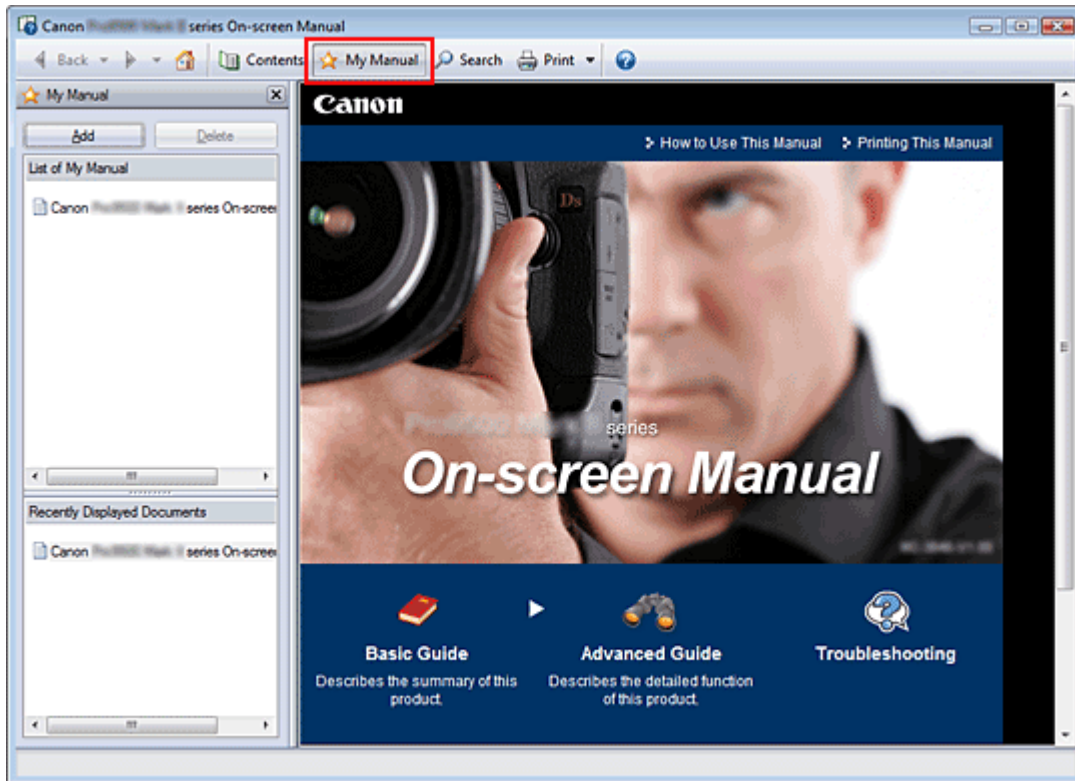 Canon series On-screen Manual
Back Contents My Manual Search Print
My Manual
Add Delete
List of My Manual
Canon series On-screen
Recently Displayed Documents
Canon series On-screen
Canon
How to Use This Manual Printing This Manual
Ds
series
On-screen Manual
Basic Guide
Describes the summary of this
product.
Advanced Guide
Describes the detailed function
of this product.
Troubleshooting